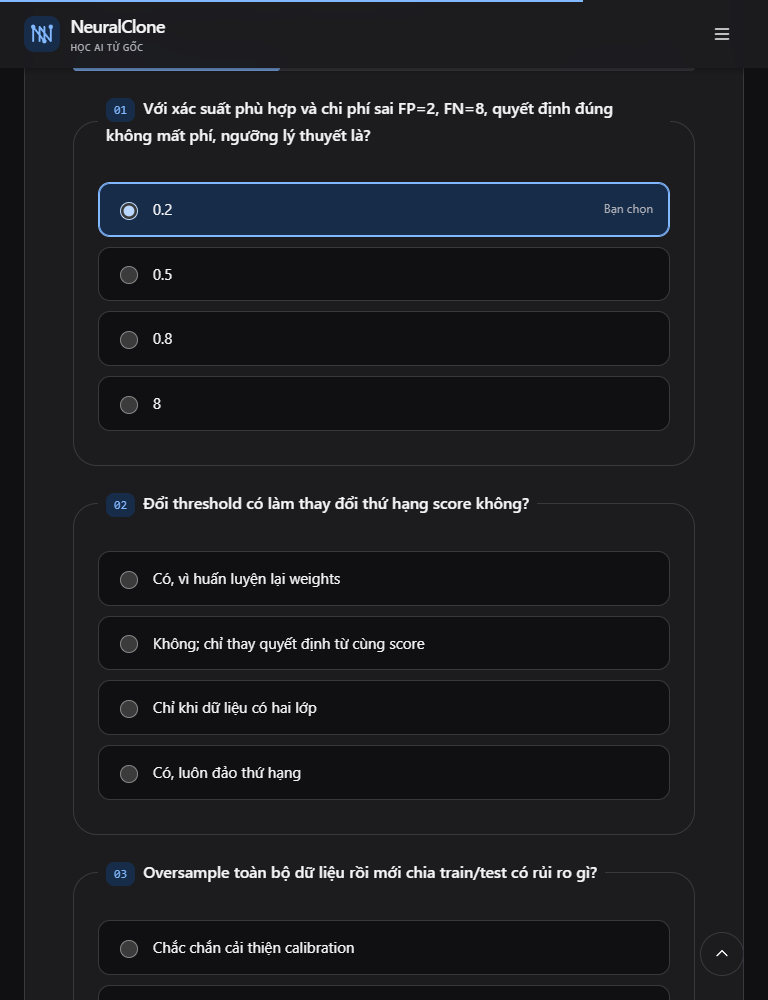 NeuralClone
HỌC AI TỪ GỐC
01 Với xác suất phù hợp và chi phí sai FP=2, FN=8, quyết định đúng
không mất phí, ngưỡng lý thuyết là?
0.2 Bạn chọn
0.5
0.8
8
02 Đổi threshold có làm thay đổi thứ hạng score không?
Có, vì huấn luyện lại weights
Không; chỉ thay quyết định từ cùng score
Chỉ khi dữ liệu có hai lớp
Có, luôn đảo thứ hạng
03 Oversample toàn bộ dữ liệu rồi mới chia train/test có rủi ro gì?
Chắc chắn cải thiện calibration